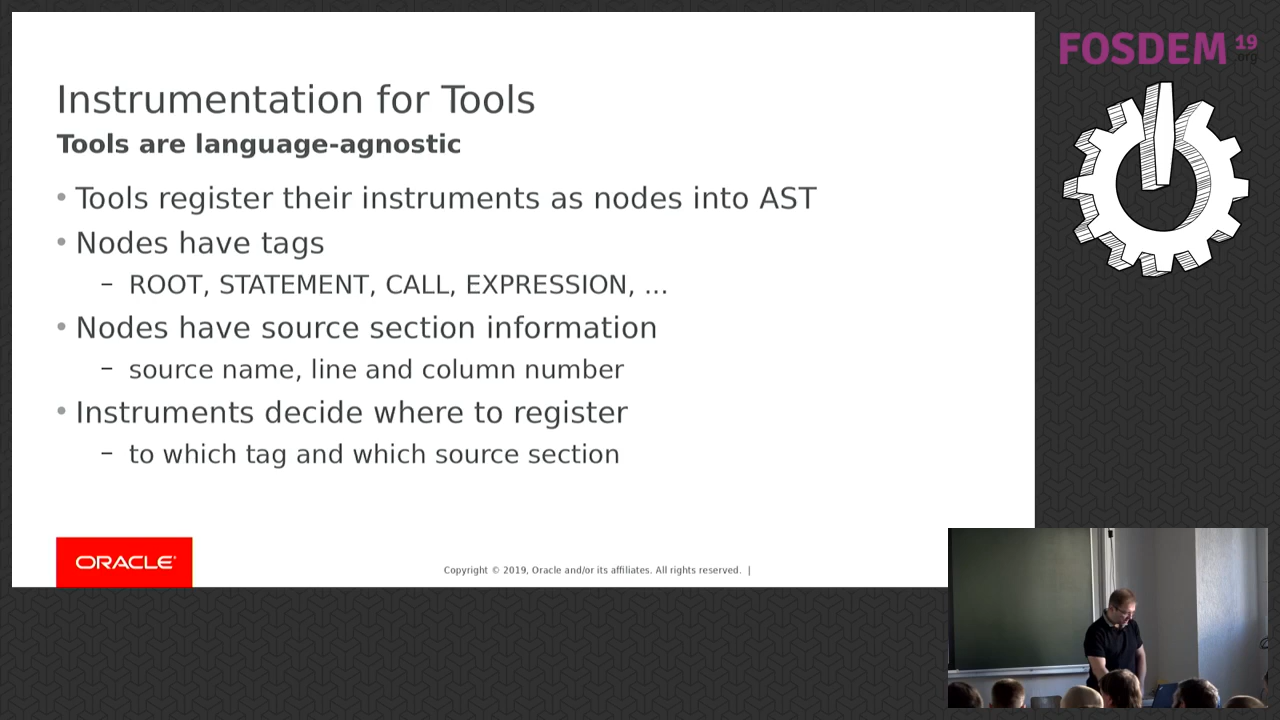 Instrumentation for Tools
Tools are language-agnostic
• Tools register their instruments as nodes into AST
• Nodes have tags
– ROOT, STATEMENT, CALL, EXPRESSION, ...
• Nodes have source section information
– source name, line and column number
• Instruments decide where to register
– to which tag and which source section
ORACLE®
Copyright © 2019, Oracle and/or its affiliates. All rights reserved. |
FOSDEM 19
.org